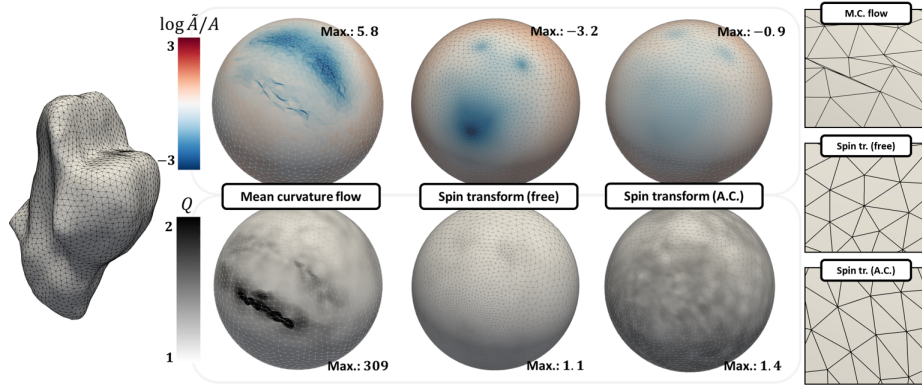 log Ã/A
3
−3
Max.: 5.8
Max.: −3.2
Max.: −0.9
M.C. flow
Spin tr. (free)
Mean curvature flow
Spin transform (free)
Spin transform (A.C.)
Q
2
1
Max.: 309
Max.: 1.1
Max.: 1.4
Spin tr. (A.C.)